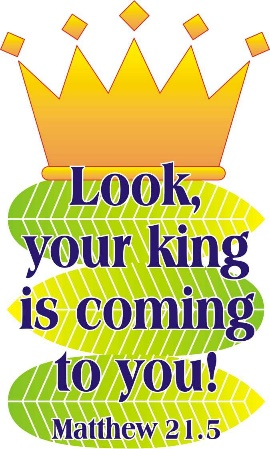 Look,
your king
is coming
to you!
Matthew 21.5